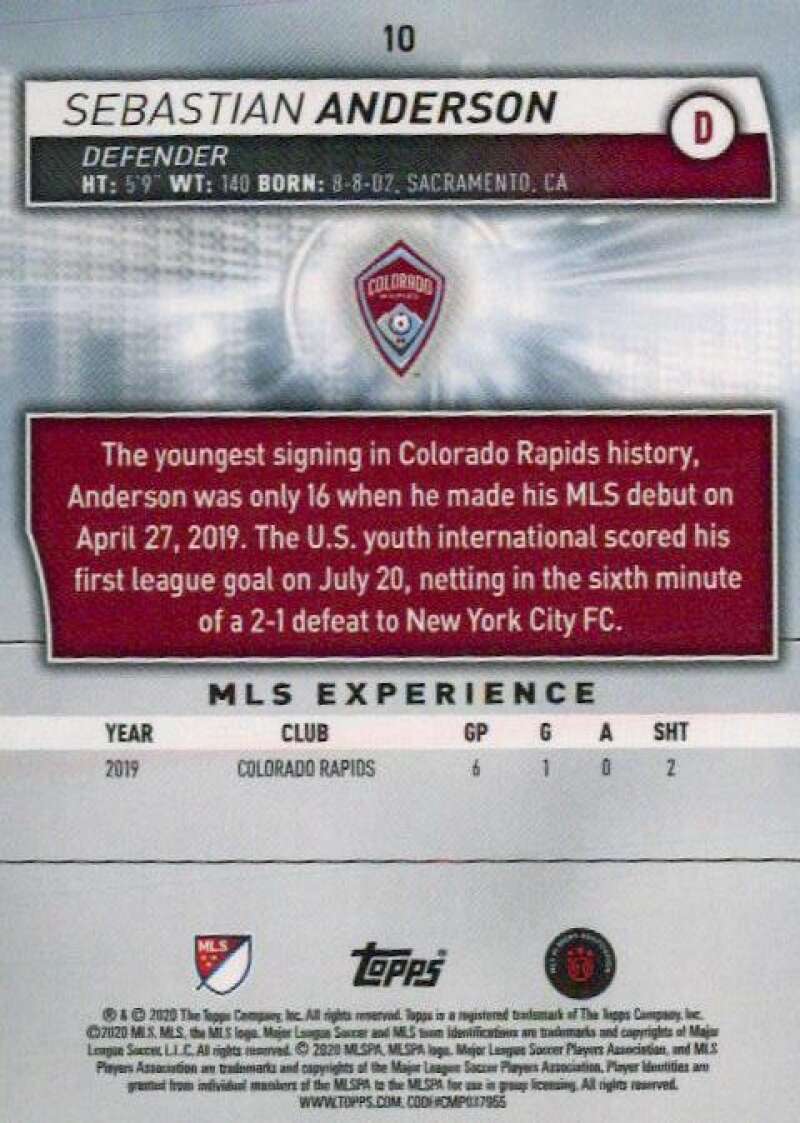 10
SEBASTIAN ANDERSON
D
DEFENDER
HT: 5'9" WT: 140 BORN: 8-8-02, SACRAMENTO, CA
COLORADO
RAPIDS
The youngest signing in Colorado Rapids history,
Anderson was only 16 when he made his MLS debut on
April 27, 2019. The U.S. youth international scored his
first league goal on July 20, netting in the sixth minute
of a 2-1 defeat to New York City FC.
MLS EXPERIENCE
YEAR CLUB GP G A SHT
2019 COLORADO RAPIDS 6 1 0 2
MLS
Topps
® & © 2020 The Topps Company, Inc. All rights reserved. Topps is a registered trademark of The Topps Company, Inc.
©2020 MLS. MLS, the MLS logo, Major League Soccer and MLS team identifications are trademarks and copyrights of Major
League Soccer, L.L.C. All rights reserved. © 2020 MLSPA, MLSPA logo, Major League Soccer Players Association, and MLS
Players Association are trademarks and copyrights of the Major League Soccer Players Association. Player Identities are
granted from individual members of the MLSPA to the MLSPA for use in group licensing. All rights reserved.
WWW.TOPPS.COM. CODE#CMP037955